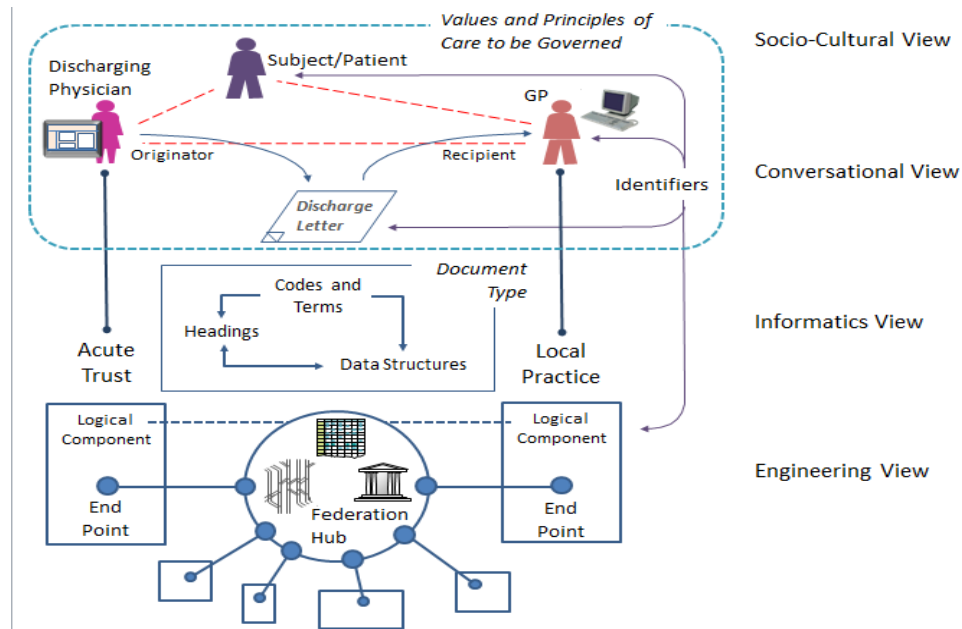 Values and Principles of
Care to be Governed
Socio-Cultural View
Subject/Patient
Discharging
Physician
GP
Originator
Recipient
Identifiers
Conversational View
Discharge
Letter
Document
Type
Codes and
Terms
Headings
Data Structures
Informatics View
Acute
Trust
Local
Practice
Logical
Component
Logical
Component
Engineering View
End
Point
Federation
Hub
End
Point